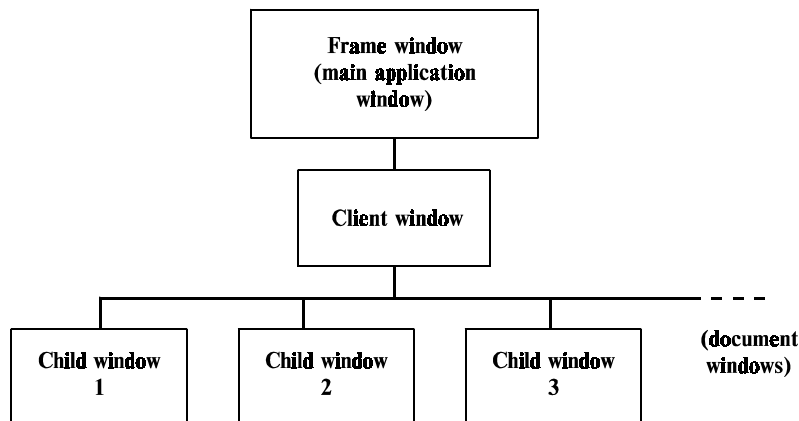 Frame window
(main application
window)
Client window
Child window
1
Child window
2
Child window
3
(document
windows)